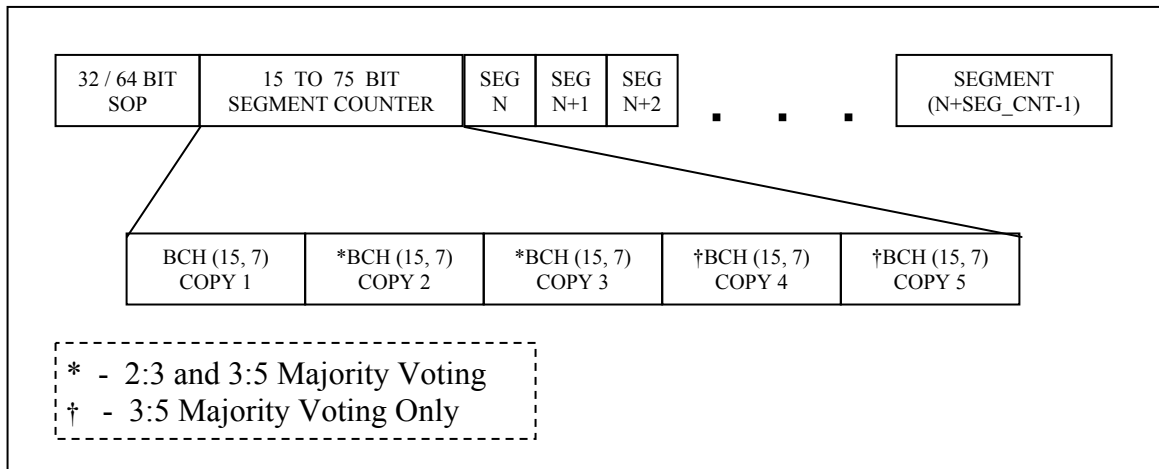 32 / 64 BIT
SOP
15 TO 75 BIT
SEGMENT COUNTER
SEG
N
SEG
N+1
SEG
N+2
. . .
SEGMENT
(N+SEG_CNT-1)
BCH (15, 7)
COPY 1
*BCH (15, 7)
COPY 2
*BCH (15, 7)
COPY 3
†BCH (15, 7)
COPY 4
†BCH (15, 7)
COPY 5
* - 2:3 and 3:5 Majority Voting
† - 3:5 Majority Voting Only